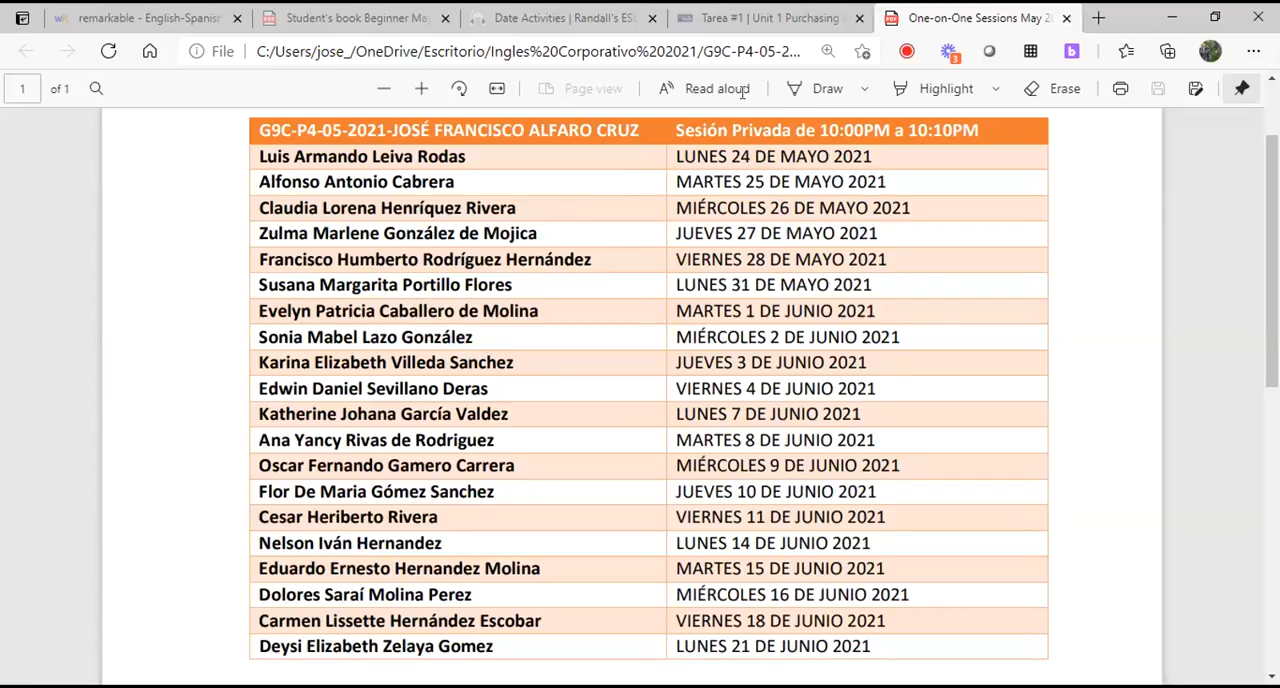 remarkable - English-Spanis
Student's book Beginner Ma
Date Activities | Randall's ES
Tarea #1 | Unit 1 Purchasing
One-on-One Sessions May 2
File
C:/Users/jose_/OneDrive/Escritorio/Ingles%20Corporativo%202021/G9C-P4-05-2...
3
1 of 1
Page view
Read aloud
Draw
Highlight
Erase
G9C-P4-05-2021-JOSÉ FRANCISCO ALFARO CRUZ Sesión Privada de 10:00PM a 10:10PM
Luis Armando Leiva Rodas LUNES 24 DE MAYO 2021
Alfonso Antonio Cabrera MARTES 25 DE MAYO 2021
Claudia Lorena Henríquez Rivera MIÉRCOLES 26 DE MAYO 2021
Zulma Marlene González de Mojica JUEVES 27 DE MAYO 2021
Francisco Humberto Rodríguez Hernández VIERNES 28 DE MAYO 2021
Susana Margarita Portillo Flores LUNES 31 DE MAYO 2021
Evelyn Patricia Caballero de Molina MARTES 1 DE JUNIO 2021
Sonia Mabel Lazo González MIÉRCOLES 2 DE JUNIO 2021
Karina Elizabeth Villeda Sanchez JUEVES 3 DE JUNIO 2021
Edwin Daniel Sevillano Deras VIERNES 4 DE JUNIO 2021
Katherine Johana García Valdez LUNES 7 DE JUNIO 2021
Ana Yancy Rivas de Rodriguez MARTES 8 DE JUNIO 2021
Oscar Fernando Gamero Carrera MIÉRCOLES 9 DE JUNIO 2021
Flor De Maria Gómez Sanchez JUEVES 10 DE JUNIO 2021
Cesar Heriberto Rivera VIERNES 11 DE JUNIO 2021
Nelson Iván Hernandez LUNES 14 DE JUNIO 2021
Eduardo Ernesto Hernandez Molina MARTES 15 DE JUNIO 2021
Dolores Saraí Molina Perez MIÉRCOLES 16 DE JUNIO 2021
Carmen Lissette Hernández Escobar VIERNES 18 DE JUNIO 2021
Deysi Elizabeth Zelaya Gomez LUNES 21 DE JUNIO 2021